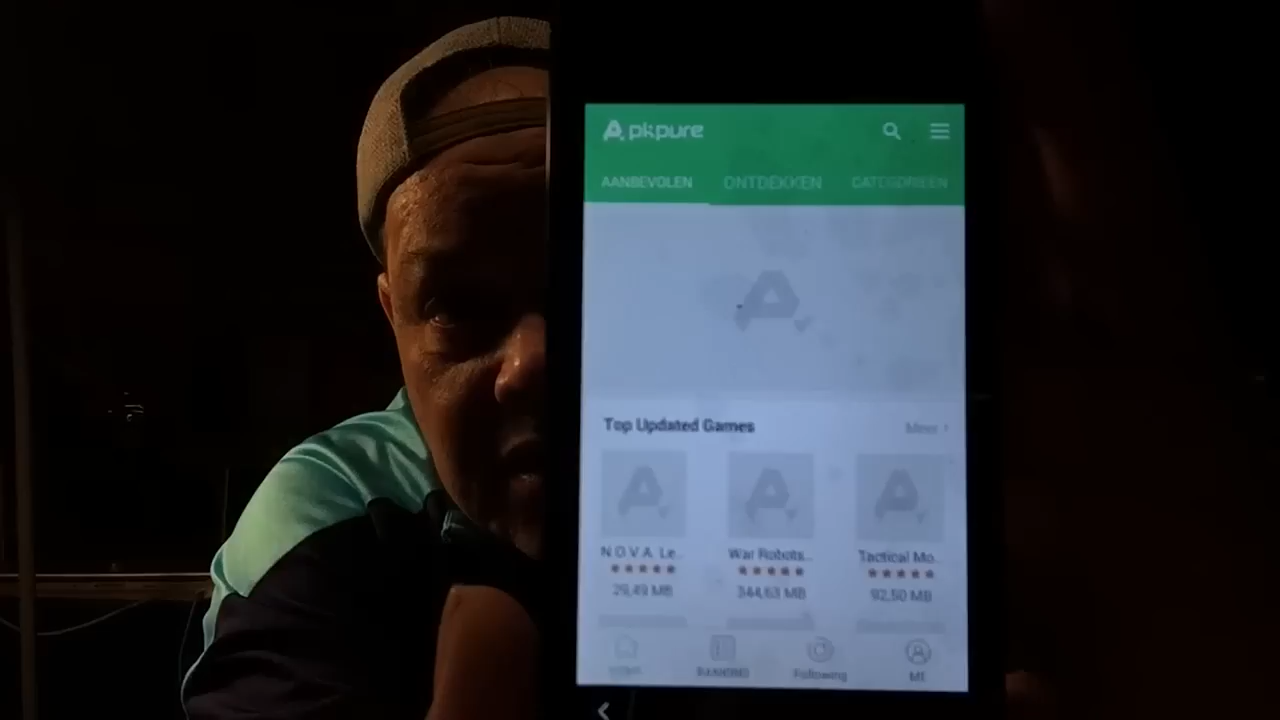 Apkpure
AANBEVOLEN ONTDEKKEN CATEGORIEËN
Top Updated Games Meer
N.O.V.A. Le.. War Robots... Tactical Mo..
29,49 MB 344,63 MB 92,50 MB
RANKING Following ME